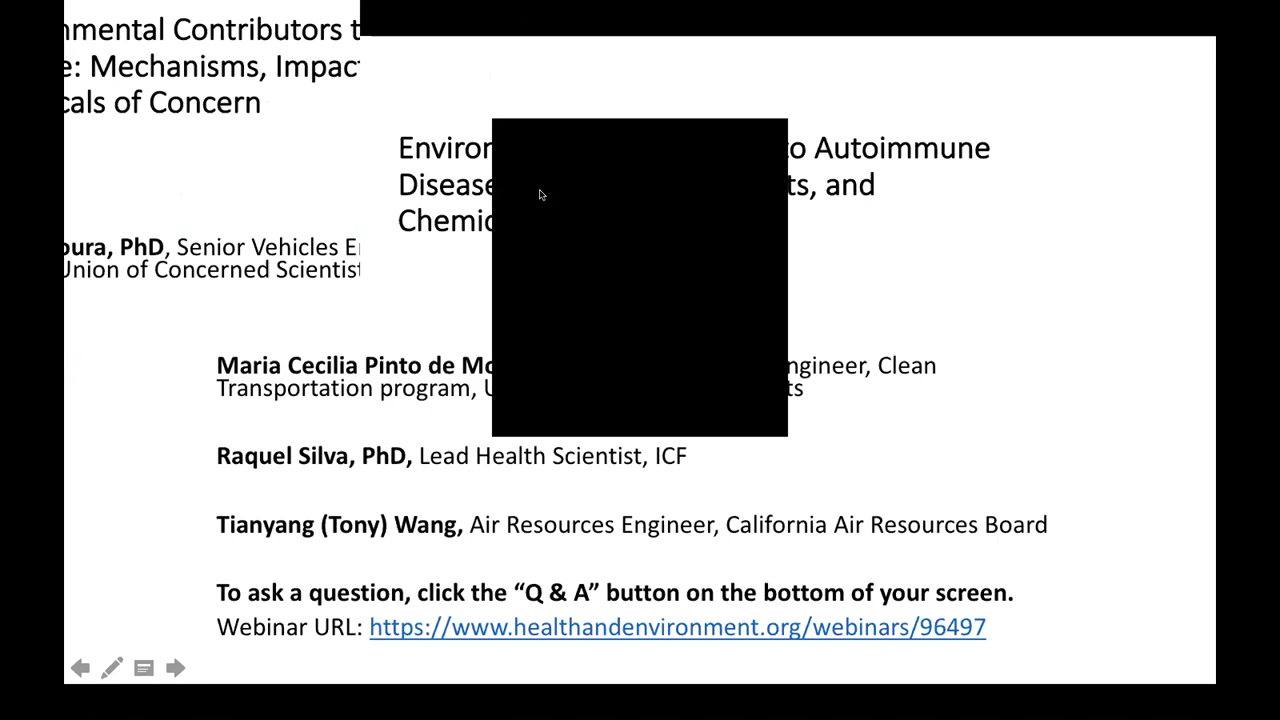 nmental Contributors t
e: Mechanisms, Impac
cals of Concern
Environ
to Autoimmune
Disease
ts, and
Chemic
oura, PhD, Senior Vehicles E
Union of Concerned Scientist
Maria Cecilia Pinto de Mo
ngineer, Clean
Transportation program, U
ts
Raquel Silva, PhD, Lead Health Scientist, ICF
Tianyang (Tony) Wang, Air Resources Engineer, California Air Resources Board
To ask a question, click the “Q & A” button on the bottom of your screen.
Webinar URL: https://www.healthandenvironment.org/webinars/96497